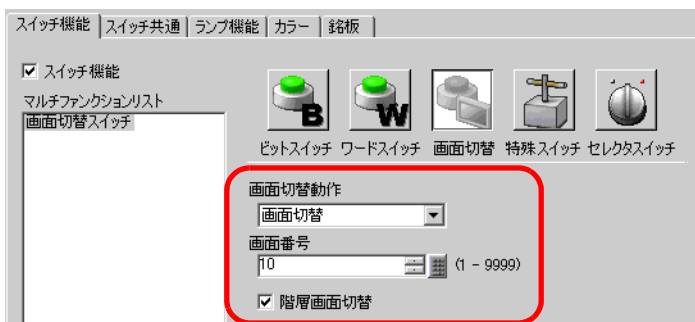 スイッチ機能 スイッチ共通 ランプ機能 カラー 銘板
スイッチ機能
マルチファンクションリスト
画面切替スイッチ
B
W
ビットスイッチ ワードスイッチ 画面切替 特殊スイッチ セレクタスイッチ
画面切替動作
画面切替
画面番号
10 (1 - 9999)
階層画面切替